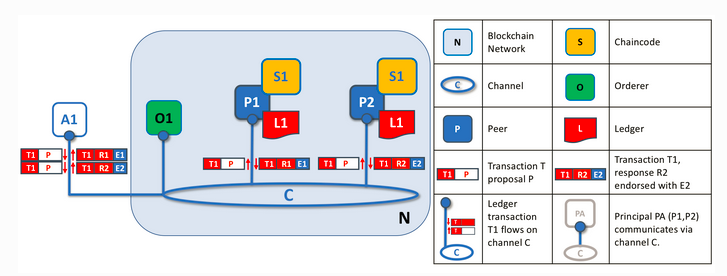 S1
S1
P1
P2
A1
O1
L1
L1
T1 P
T1 R1 E1
T1 P
T1 R2 E2
T1 P
T1 R1 E1
T1 P
T1 R2 E2
C
N
N
Blockchain
Network
S
Chaincode
C
Channel
O
Orderer
P
Peer
L
Ledger
T1 P
Transaction T
proposal P
T1 R2 E2
Transaction T1,
response R2
endorsed with E2
C
Ledger
transaction
T1 flows on
channel C
PA
C
Principal PA (P1,P2)
communicates via
channel C.